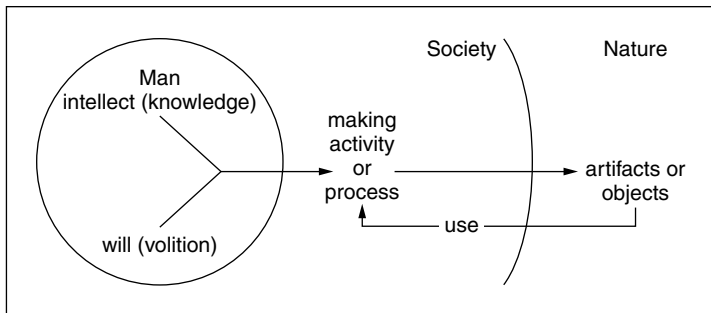 Society
Nature
Man
intellect (knowledge)
making
activity
or
process
artifacts or
objects
will (volition)
use